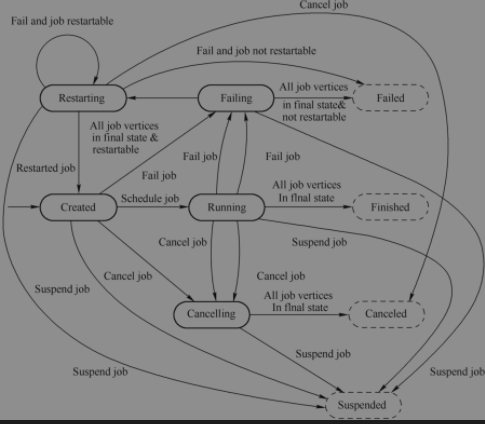 Cancel job
Fail and job restartable
Fail and job not restartable
Restarting
Failing
All job vertices
in final state&
not restartable
Failed
All job vertices
in final state &
restartable
Restarted job
Fail job
Fail job
Fail job
Created
Schedule job
Running
All job vertices
In fInal state
Finished
Cancel job
Suspend job
Suspend job
Cancel job
Cancel job
All job vertices
In fInal state
Cancelling
Canceled
Suspend job
Suspend job
Suspend job
Suspended